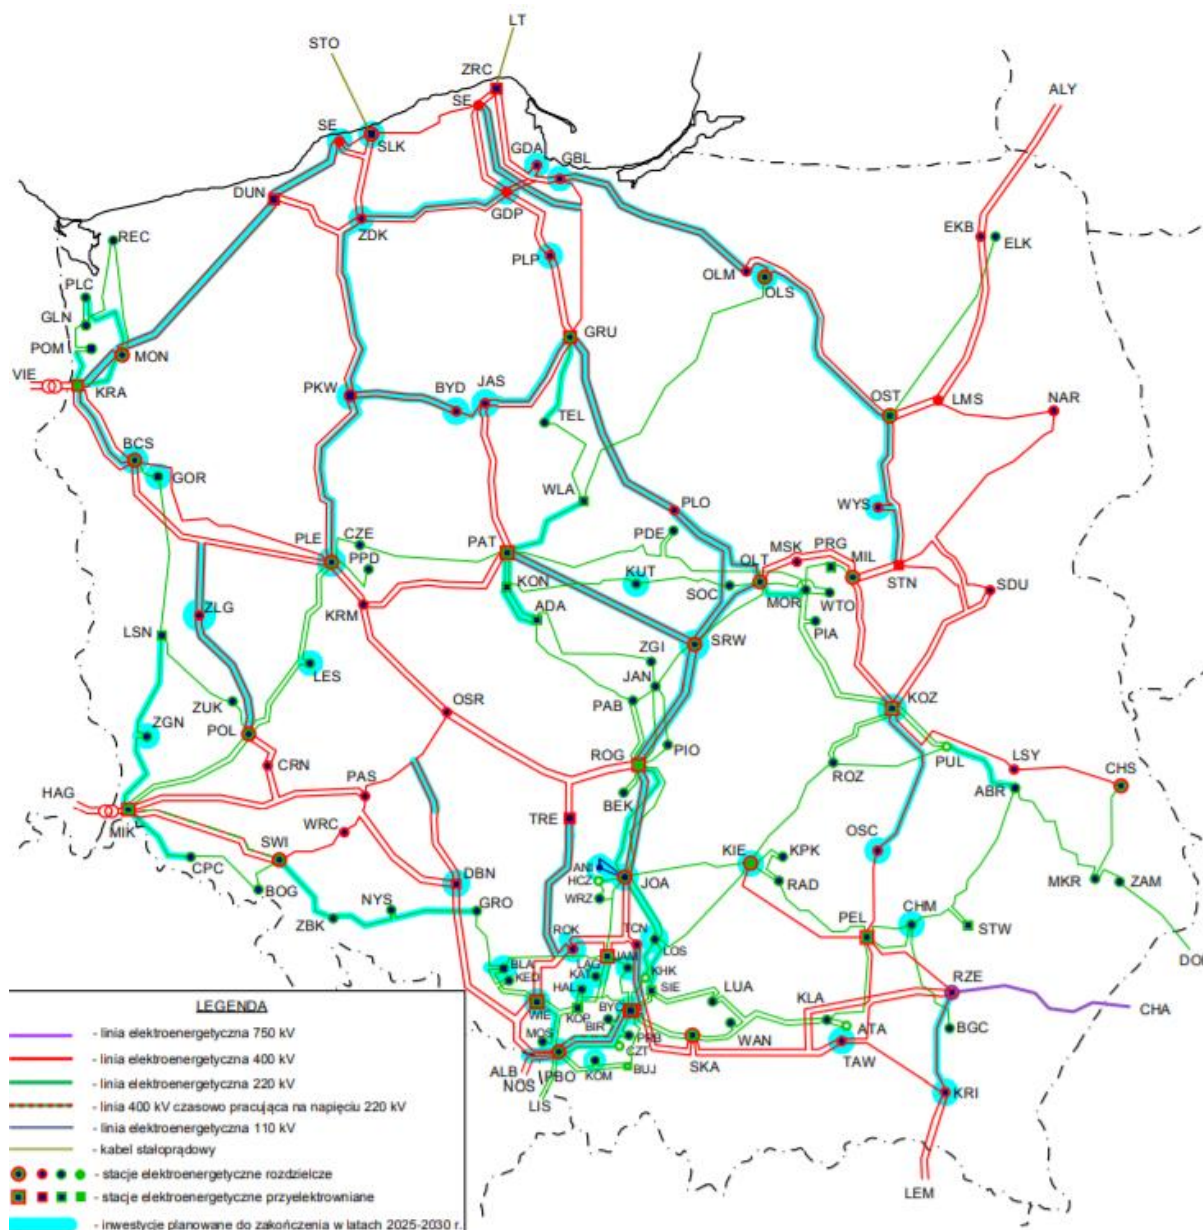 LT
STO
ZRC
SE
SE
SLK
ALY
GDA
GBL
DUN
GDP
ZDK
EKB
ELK
REC
PLP
OLM
OLS
PLC
GLN
POM
MON
GRU
VIE
KRA
PKW
BYD
JAS
OST
LMS
NAR
TEL
BCS
GOR
WLA
PLO
WYS
PLE
CZE
PPD
PAT
PDE
OLT
MSK
PRG
MIL
STN
KON
KUT
SOC
MOR
WTO
SDU
ZLG
KRM
ADA
PIA
LSN
SRW
LES
ZGI
JAN
ZUK
OSR
PAB
KOZ
ZGN
POL
PIO
ROG
PUL
LSY
CRN
ROZ
CHS
HAG
PAS
BEK
ABR
MIK
WRC
TRE
OSC
SWI
KIE
KPK
CPC
BOG
DBN
HCZ
JOA
RAD
MKR
ZAM
WRZ
NYS
GRO
CHM
ZBK
PEL
STW
ROK
TCN
LOS
DOB
LAG
JAM
BLA
KED
KAT
KHK
HAL
SIE
LUA
RZE
WIE
KOP
BYC
KLA
CHA
MOS
BIR
PRB
WAN
ATA
BGC
CZT
SKA
TAW
ALB
NOS
PBO
KOM
BUJ
LIS
KRI
LEM
LEGENDA
- linia elektroenergetyczna 750 kV
- linia elektroenergetyczna 400 kV
- linia elektroenergetyczna 220 kV
- linia 400 kV czasowo pracująca na napięciu 220 kV
- linia elektroenergetyczna 110 kV
- kabel stałoprądowy
- stacje elektroenergetyczne rozdzielcze
- stacje elektroenergetyczne przyelektrowniane
- inwestycje planowane do zakończenia w latach 2025-2030 r.